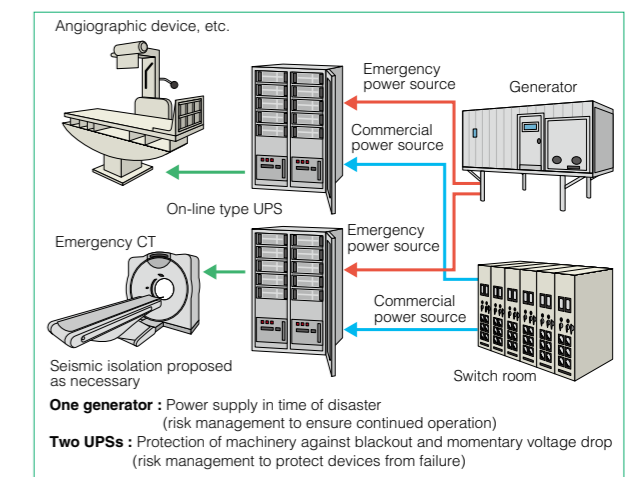 Angiographic device, etc.
Emergency
power source
Generator
Commercial
power source
On-line type UPS
Emergency CT
Emergency
power source
Commercial
power source
Seismic isolation proposed
as necessary
Switch room
One generator : Power supply in time of disaster
(risk management to ensure continued operation)
Two UPSs : Protection of machinery against blackout and momentary voltage drop
(risk management to protect devices from failure)